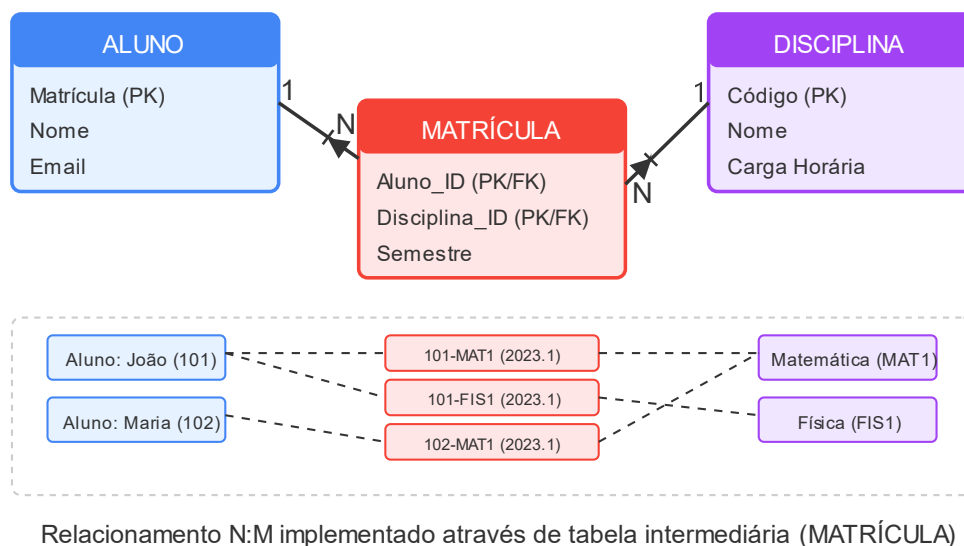 ALUNO
Matrícula (PK)
Nome
Email
1
N
MATRÍCULA
Aluno_ID (PK/FK)
Disciplina_ID (PK/FK)
Semestre
1
N
DISCIPLINA
Código (PK)
Nome
Carga Horária
Aluno: João (101)
Aluno: Maria (102)
101-MAT1 (2023.1)
101-FIS1 (2023.1)
102-MAT1 (2023.1)
Matemática (MAT1)
Física (FIS1)
Relacionamento N:M implementado através de tabela intermediária (MATRÍCULA)